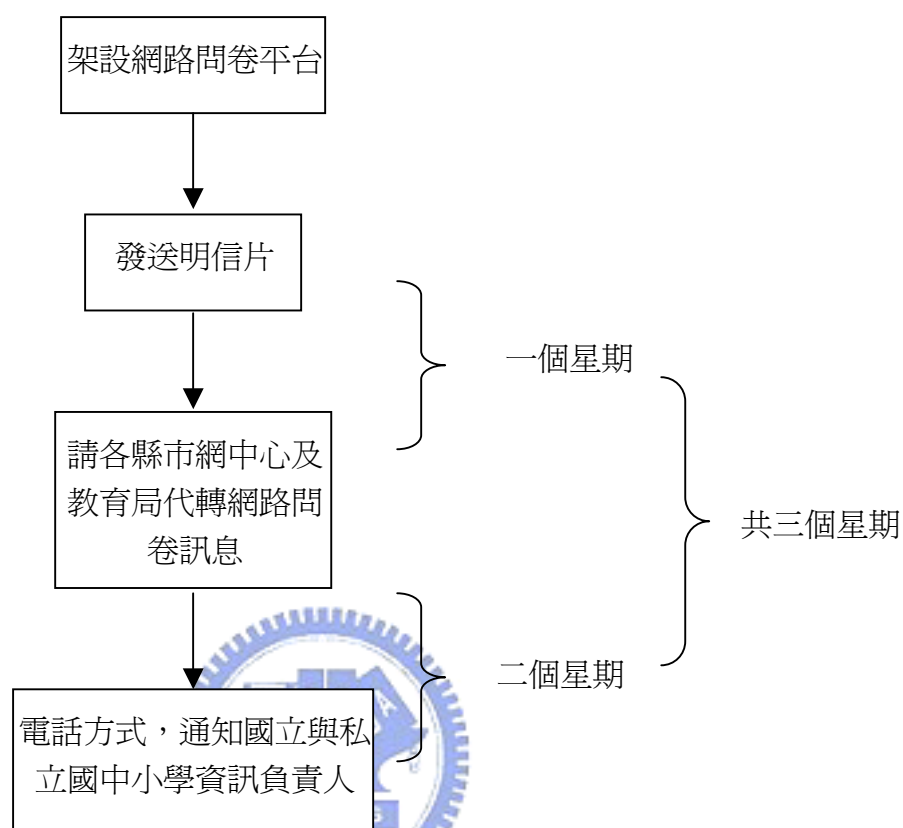 架設網路問卷平台
發送明信片
一個星期
請各縣市網中心及
教育局代轉網路問
卷訊息
共三個星期
二個星期
電話方式，通知國立與私
立國中小學資訊負責人